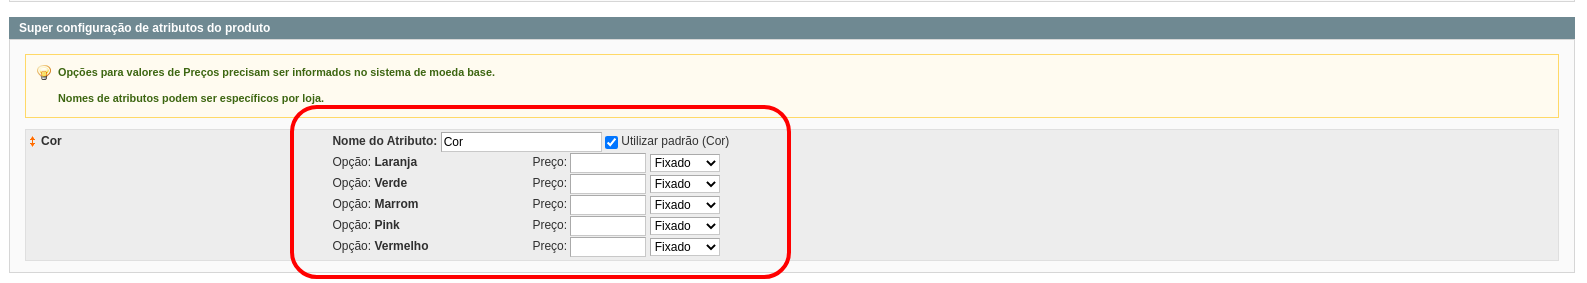 Super configuração de atributos do produto
Opções para valores de Preços precisam ser informados no sistema de moeda base.
Nomes de atributos podem ser específicos por loja.
Cor Nome do Atributo: Cor Utilizar padrão (Cor)
Opção: Laranja Preço: Fixado
Opção: Verde Preço: Fixado
Opção: Marrom Preço: Fixado
Opção: Pink Preço: Fixado
Opção: Vermelho Preço: Fixado